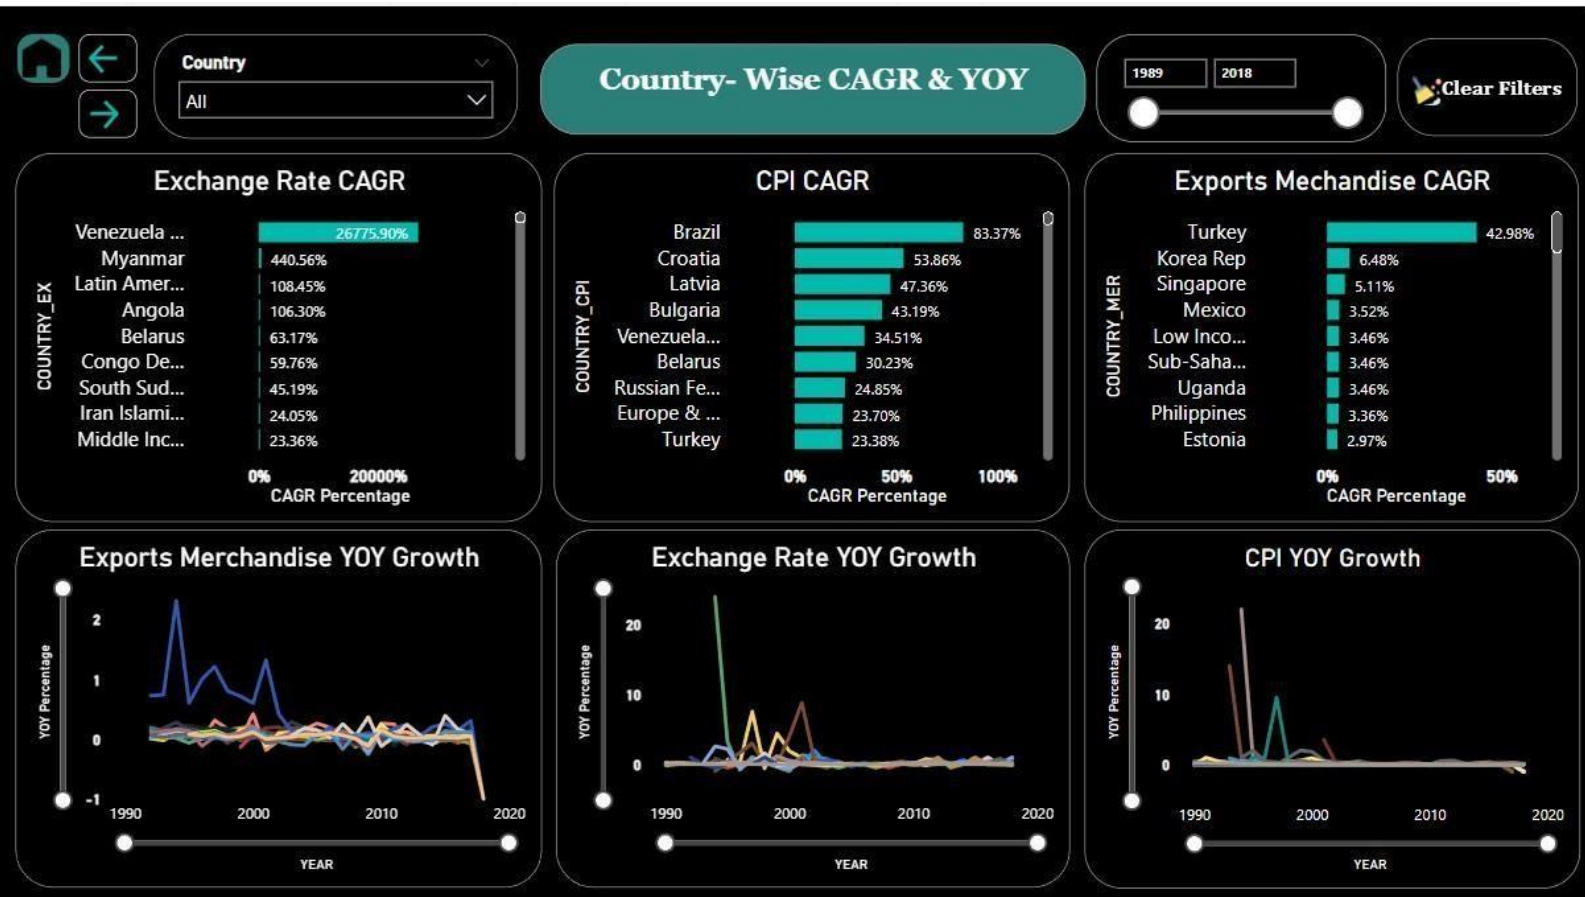 Country
All
Country- Wise CAGR & YOY
1989 2018
Clear Filters
Exchange Rate CAGR
COUNTRY_EX
Venezuela ... 26775.90%
Myanmar 440.56%
Latin Amer... 108.45%
Angola 106.30%
Belarus 63.17%
Congo De... 59.76%
South Sud... 45.19%
Iran Islami... 24.05%
Middle Inc... 23.36%
0% 20000%
CAGR Percentage
CPI CAGR
COUNTRY_CPI
Brazil 83.37%
Croatia 53.86%
Latvia 47.36%
Bulgaria 43.19%
Venezuela... 34.51%
Belarus 30.23%
Russian Fe... 24.85%
Europe & ... 23.70%
Turkey 23.38%
0% 50% 100%
CAGR Percentage
Exports Mechandise CAGR
COUNTRY_MER
Turkey 42.98%
Korea Rep 6.48%
Singapore 5.11%
Mexico 3.52%
Low Inco... 3.46%
Sub-Saha... 3.46%
Uganda 3.46%
Philippines 3.36%
Estonia 2.97%
0% 50%
CAGR Percentage
Exports Merchandise YOY Growth
YOY Percentage
2
1
0
-1
1990 2000 2010 2020
YEAR
Exchange Rate YOY Growth
YOY Percentage
20
10
0
1990 2000 2010 2020
YEAR
CPI YOY Growth
YOY Percentage
20
10
0
1990 2000 2010 2020
YEAR